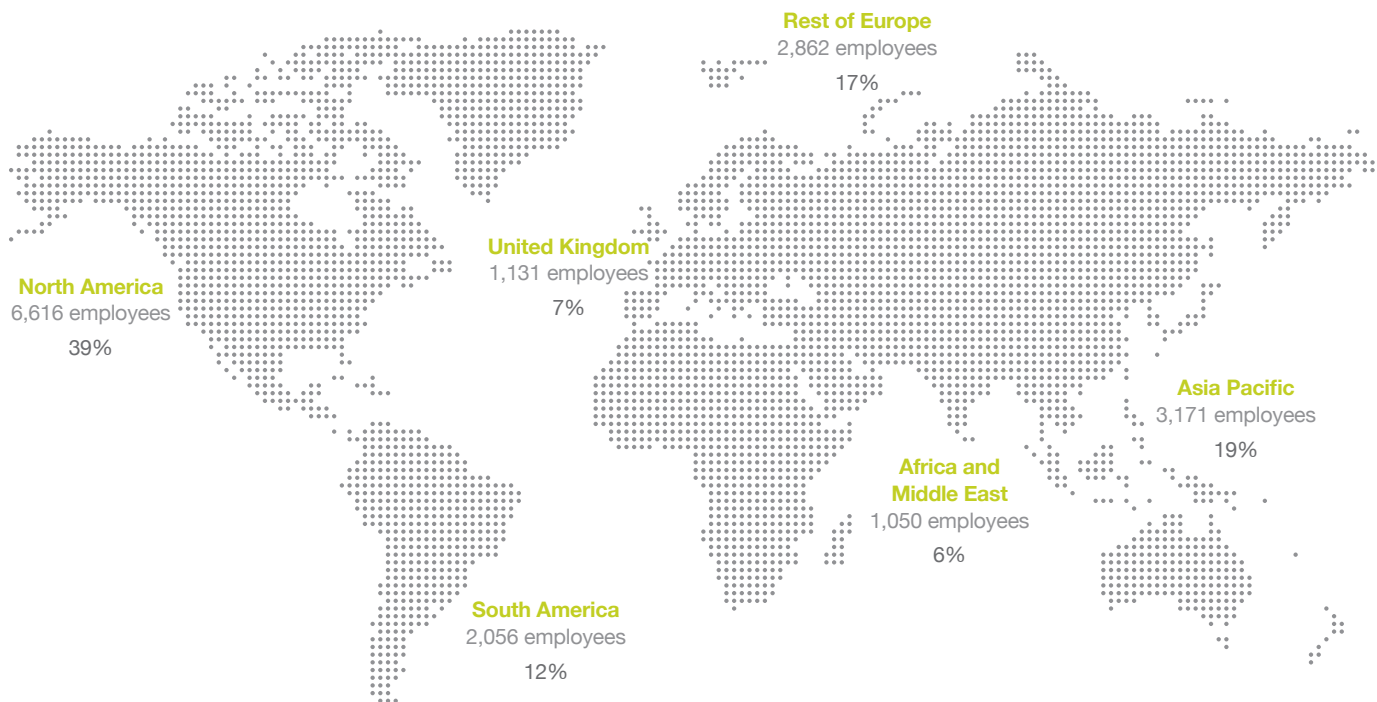 Rest of Europe
2,862 employees
17%
United Kingdom
1,131 employees
7%
North America
6,616 employees
39%
Asia Pacific
3,171 employees
19%
Africa and
Middle East
1,050 employees
6%
South America
2,056 employees
12%